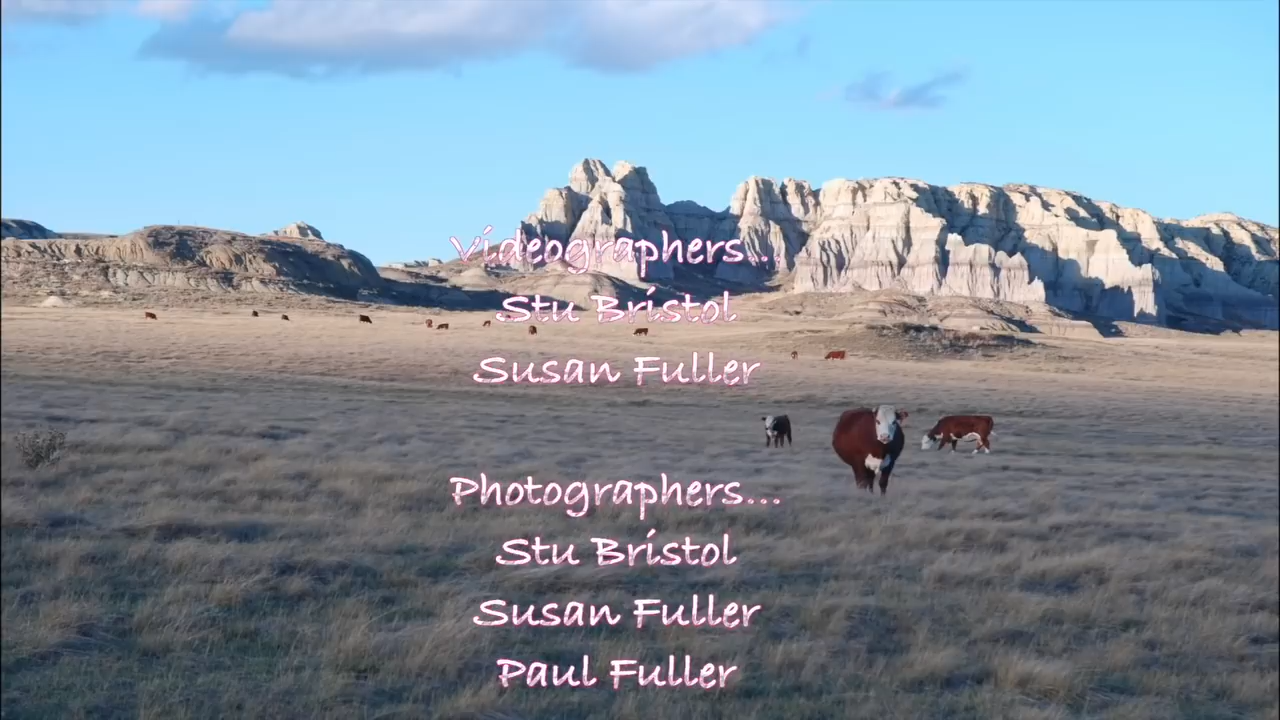 Videographers...
Stu Bristol
Susan Fuller
Photographers...
Stu Bristol
Susan Fuller
Paul Fuller